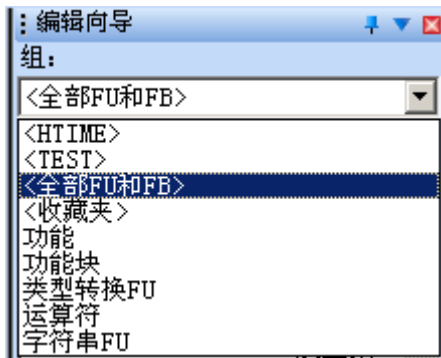 编辑向导
组：
<全部FU和FB>
<HTIME>
<TEST>
<全部FU和FB>
<收藏夹>
功能
功能块
类型转换FU
运算符
字符串FU